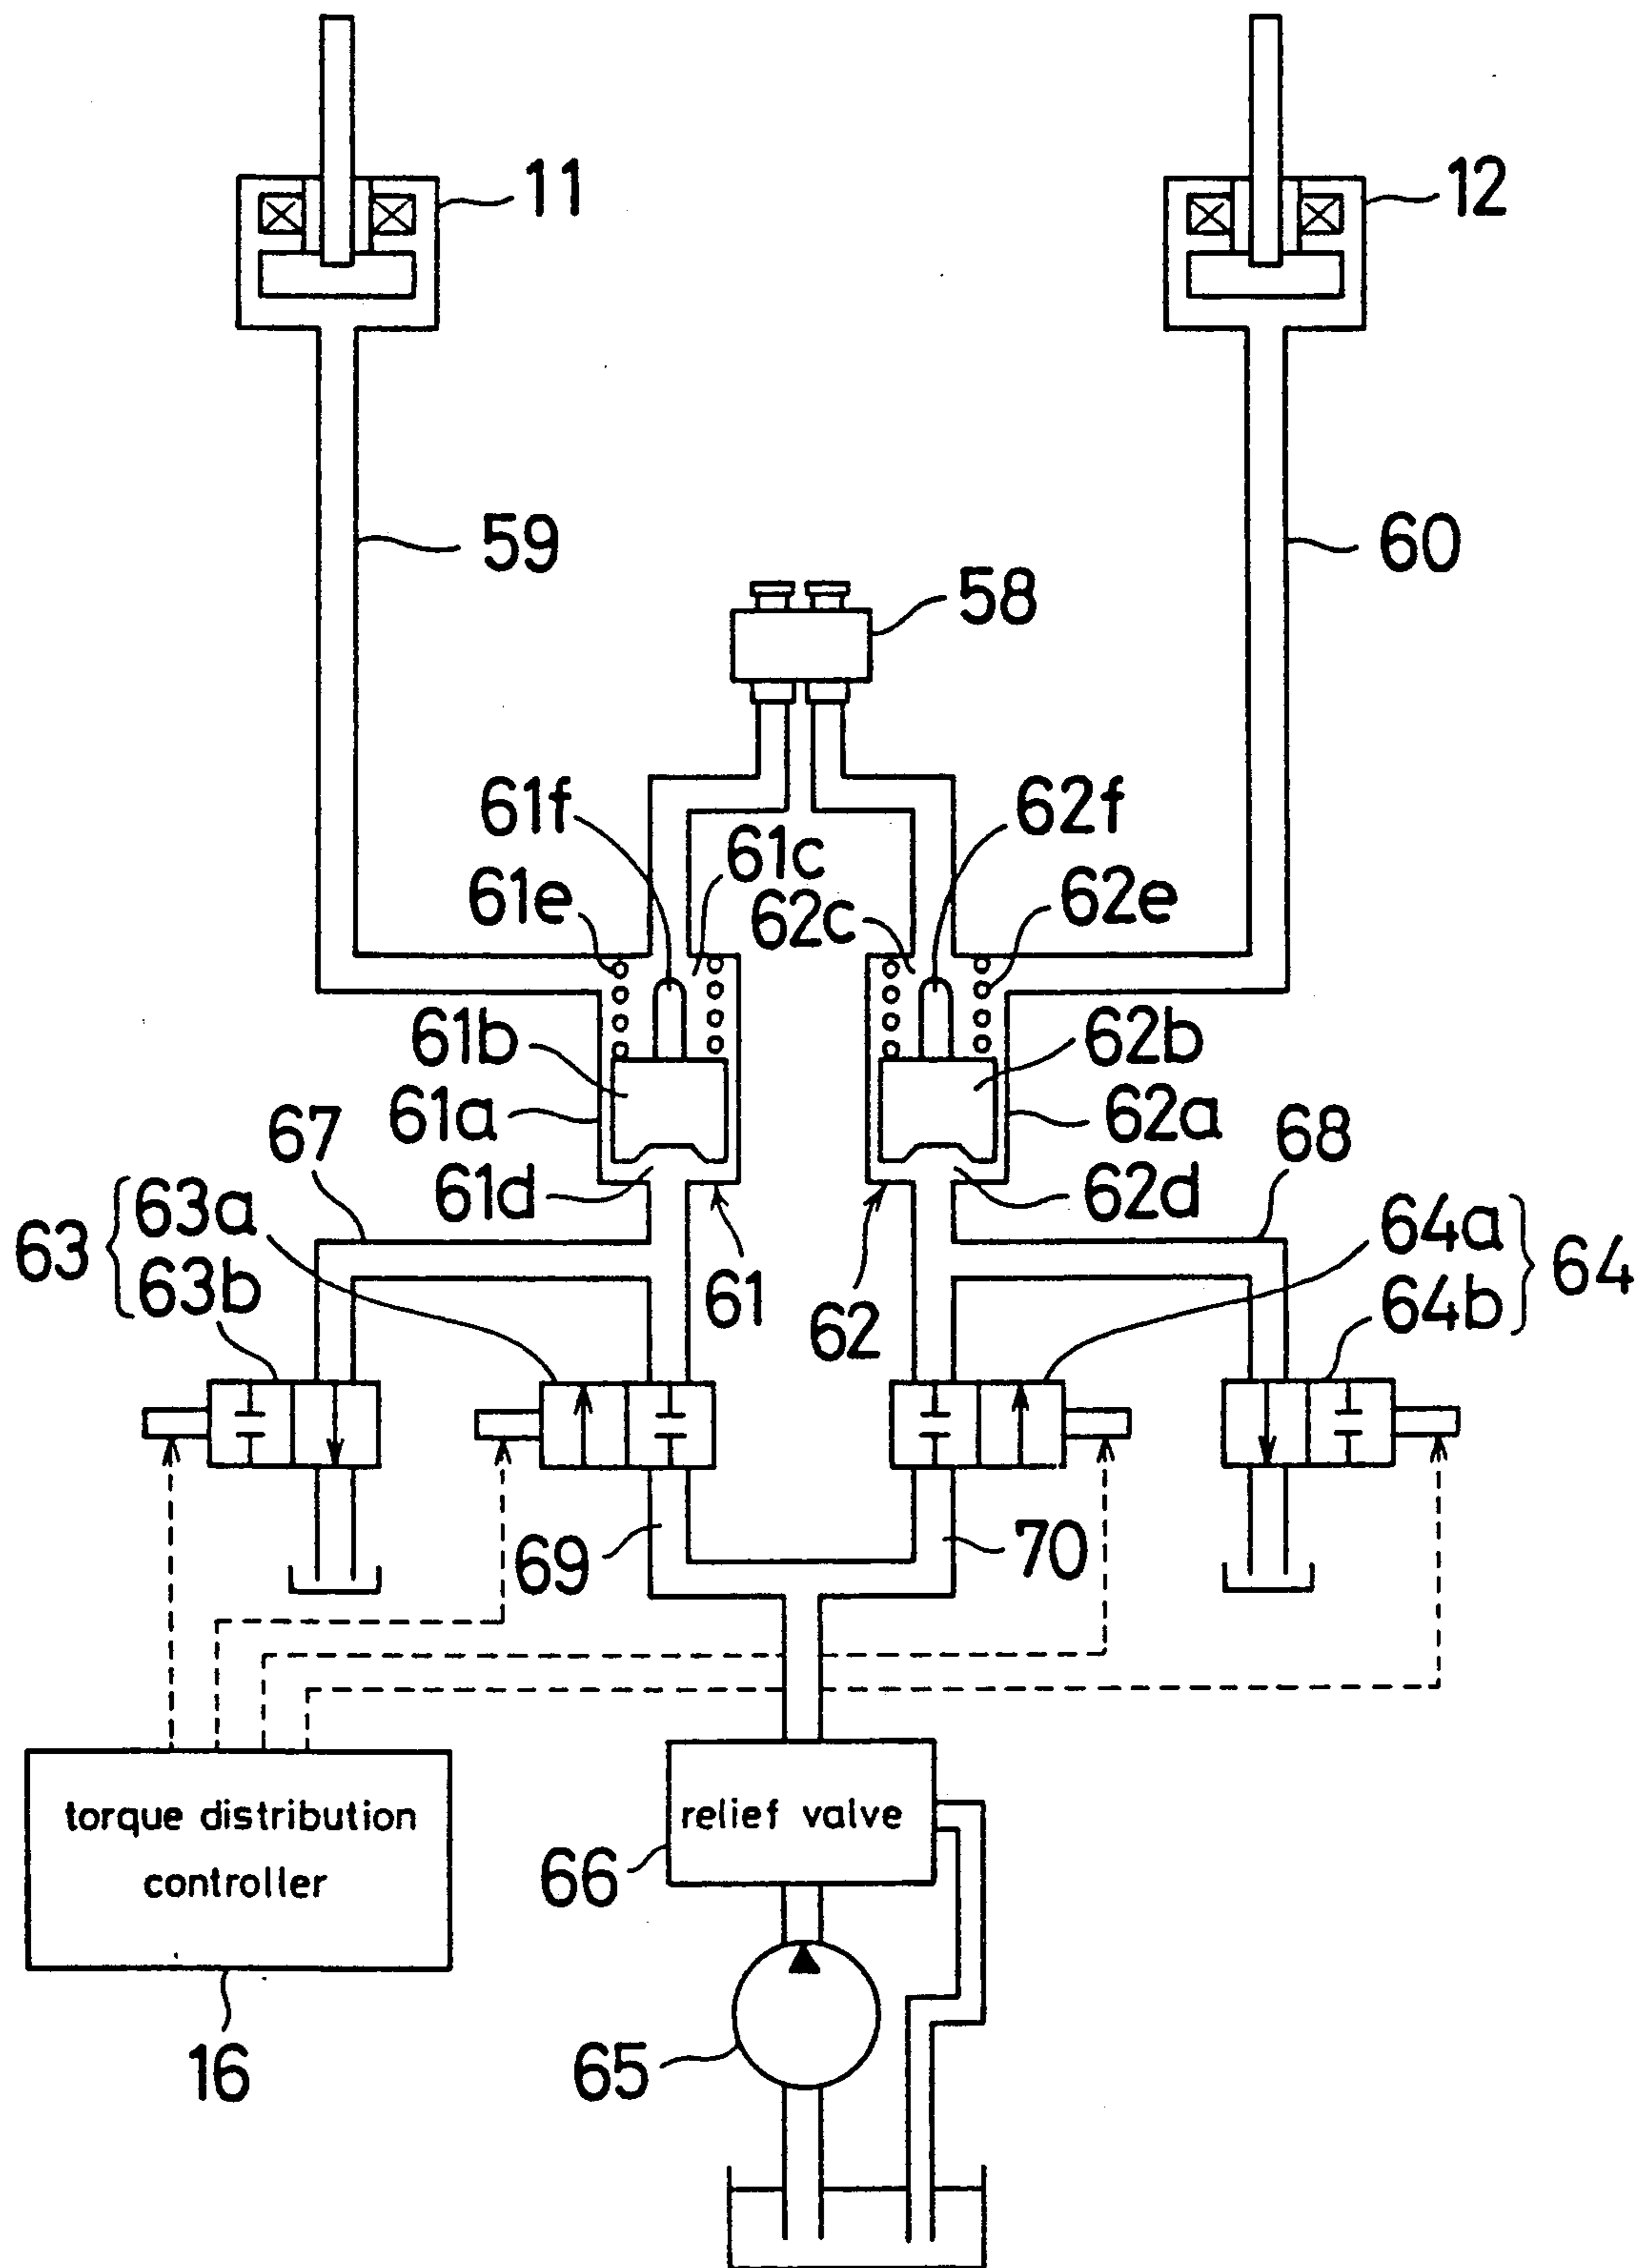 11
12
59
60
58
61f
62f
61c
61e
62c
62e
61b
62b
61a
62a
67
68
61d
62d
63 { 63a
63b
64a } 64
64b
61
62
69
70
torque distribution
controller
relief valve
66
16
65